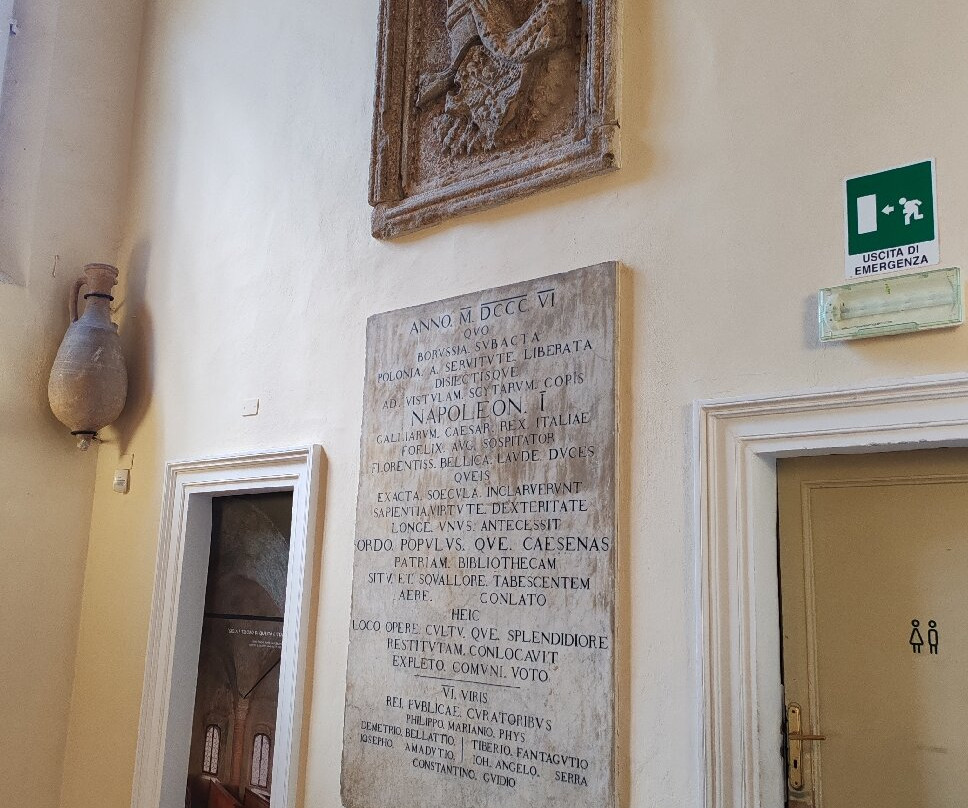 ANNO. M̅. D̅C̅C̅C̅ V̅I̅
QVO
BORVSSIA. SVBACTA
POLONIA. A. SERVITVTE. LIBERATA
DISIECTISQVE
AD. VISTVLAM. SCYTARVM. CORIS
NAPOLEON. I̅
GALLIARVM. CAESAR. REX. ITALIAE
FOELIX. AVG. SOSPITATOR
FLORENTISS. BELLICA. LAVDE. DVCES
QVEIS
EXACTA. SOECVLA. INCLARVERVNT
SAPIENTIA. VIRTVTE. DEXTERITATE
LONGE. VNVS. ANTECESSIT
ORDO. POPVLVS. QVE. CAESENAS
PATRIAM. BIBLIOTHECAM
SITV. ET. SQVALLORE. TABESCENTEM
AERE. CONLATO
HEIC
LOCO. OPERE. CVLTV. QVE. SPLENDIDIORE
RESTITVTAM. CONLOCAVIT
EXPLETO. COMVNI. VOTO
VI. VIRIS
REI. PVBLICAE. CVRATORIBVS
PHILIPPO. MARIANIO. PHYS
DEMETRIO. BELLATTIO. TIBERIO. FANTAGVTIO
IOSEPHO. AMADVTIO. IOH. ANGELO. SERRA
CONSTANTINO. GVIDIO
USCITA DI
EMERGENZA